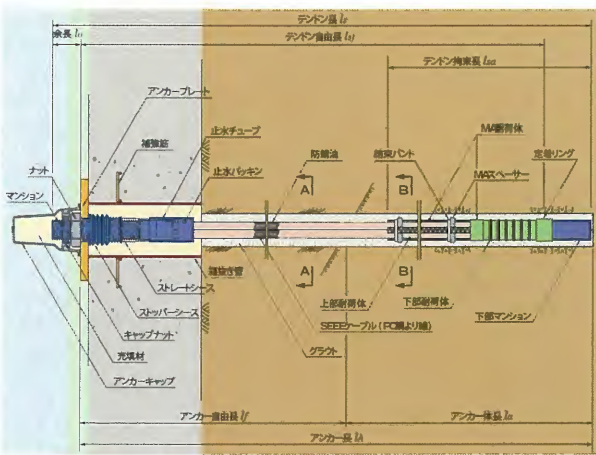 テンドン長 ls
余長 lu
テンドン自由長 lsf
テンドン拘束長 lsa
アンカープレート
補強筋
止水チューブ
止水パッキン
防錆油
結束バンド
MA耐荷体
定着リング
MAスペーサー
ナット
マンション
A
B
A
B
ストレートシース
ストッパーシース
キャップナット
充填材
アンカーキャップ
上部耐荷体
下部耐荷体
SEEEケーブル(PC鋼より線)
グラウト
下部マンション
アンカー自由長 lf
アンカー体長 la
アンカー長 lA